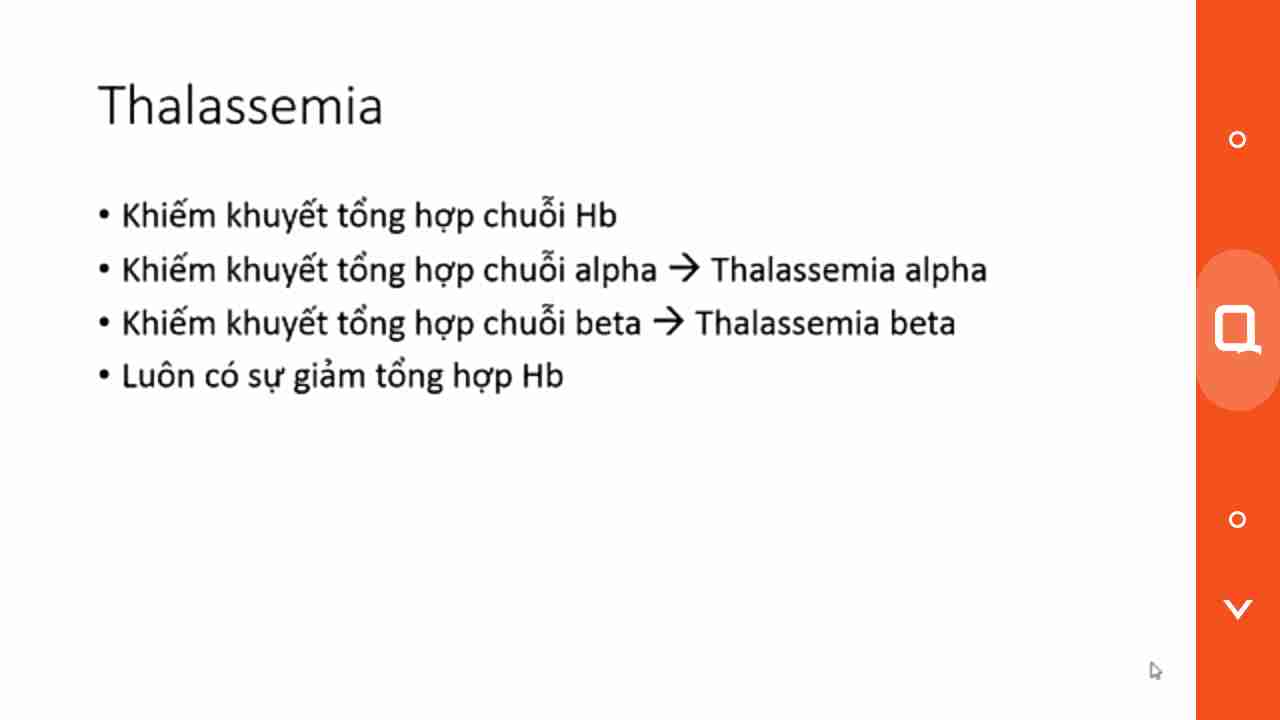 Thalassemia
• Khiếm khuyết tổng hợp chuỗi Hb
• Khiếm khuyết tổng hợp chuỗi alpha → Thalassemia alpha
• Khiếm khuyết tổng hợp chuỗi beta → Thalassemia beta
• Luôn có sự giảm tổng hợp Hb